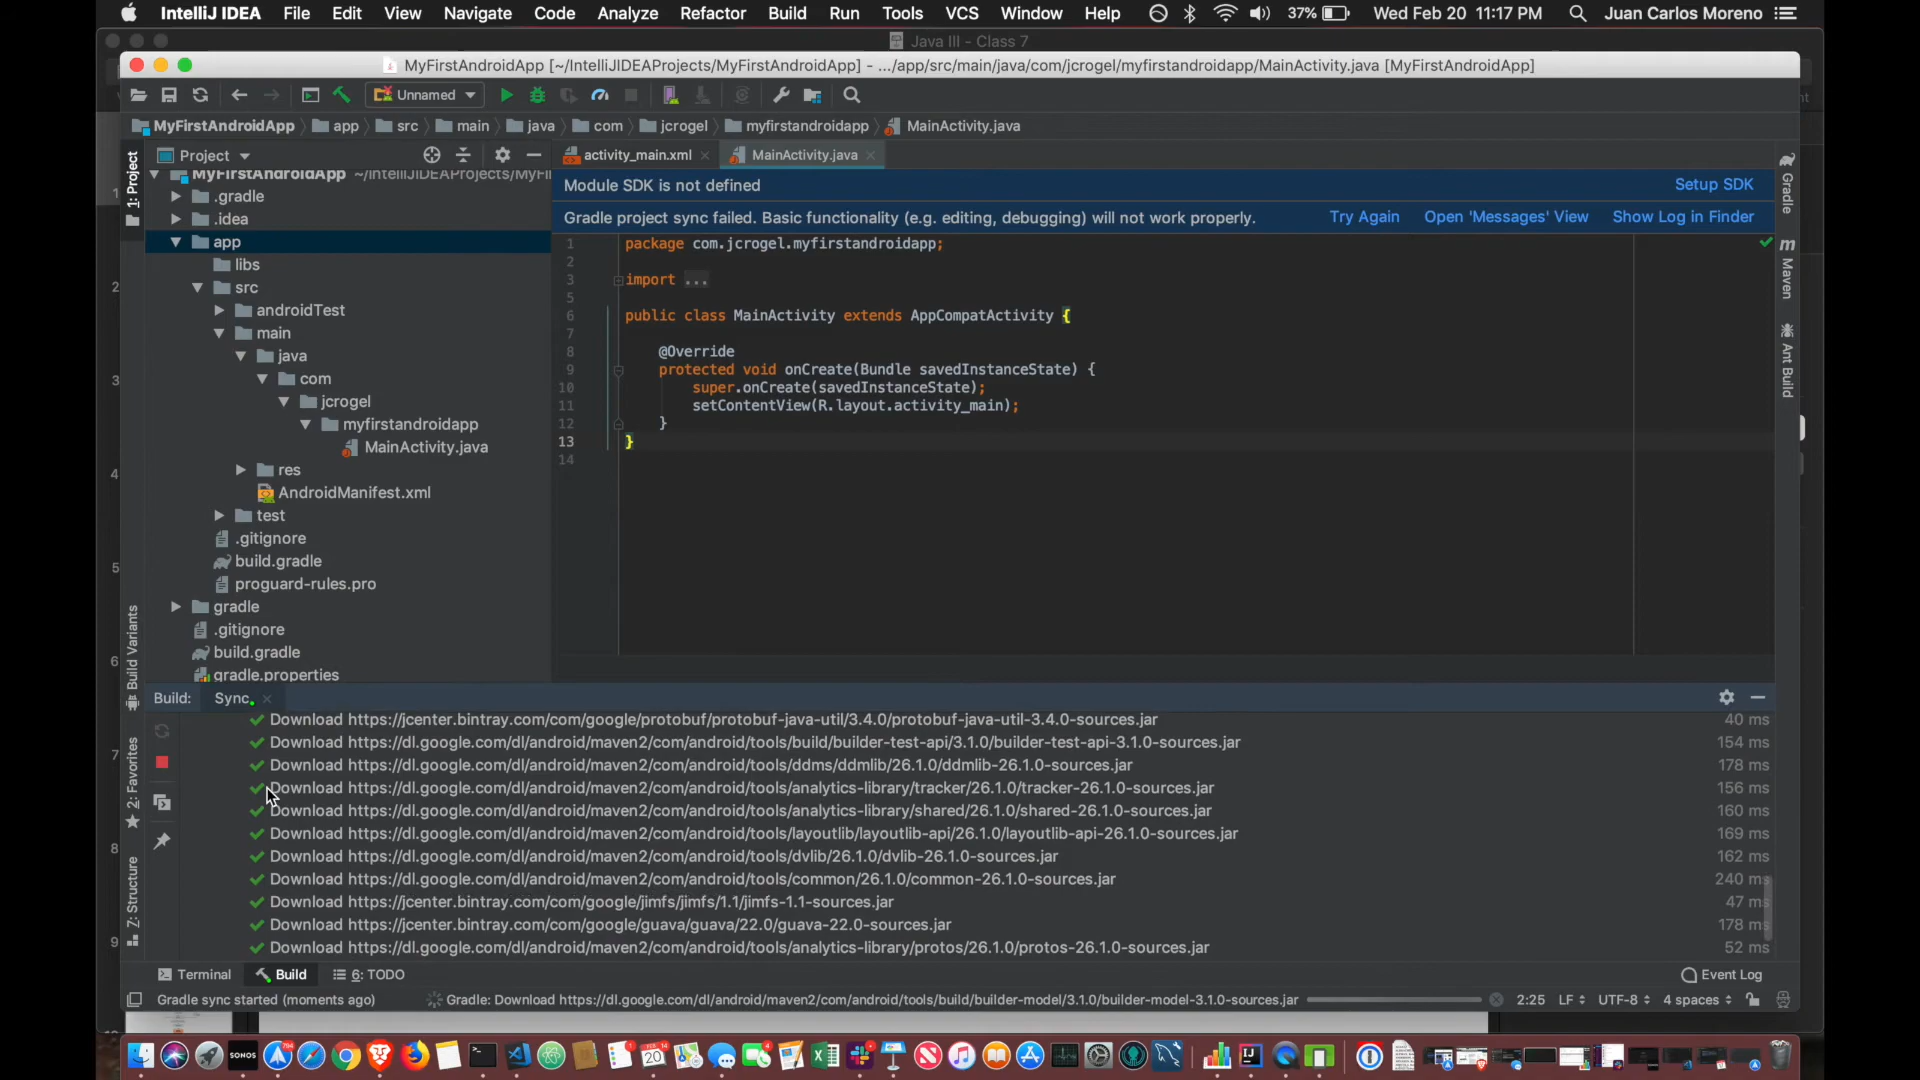 IntelliJ IDEA File Edit View Navigate Code Analyze Refactor Build Run Tools VCS Window Help 37% Wed Feb 20 11:17 PM Juan Carlos Moreno
Java III - Class 7
MyFirstAndroidApp [~/IntelliJIDEAProjects/MyFirstAndroidApp] - .../app/src/main/java/com/jcrogel/myfirstandroidapp/MainActivity.java [MyFirstAndroidApp]
Unnamed
MyFirstAndroidApp app src main java com jcrogel myfirstandroidapp MainActivity.java
Project
activity_main.xml MainActivity.java
1: Project
Build Variants
2: Favorites
Z: Structure
MyFirstAndroidApp ~/IntelliJIDEAProjects/MyFi
.gradle
.idea
app
libs
src
androidTest
main
java
com
jcrogel
myfirstandroidapp
MainActivity.java
res
AndroidManifest.xml
test
.gitignore
build.gradle
proguard-rules.pro
gradle
.gitignore
build.gradle
gradle.properties
Module SDK is not defined Setup SDK
Gradle project sync failed. Basic functionality (e.g. editing, debugging) will not work properly. Try Again Open 'Messages' View Show Log in Finder
1 package com.jcrogel.myfirstandroidapp;
2
3 import ...
5
6 public class MainActivity extends AppCompatActivity {
7
8 @Override
9 protected void onCreate(Bundle savedInstanceState) {
10 super.onCreate(savedInstanceState);
11 setContentView(R.layout.activity_main);
12 }
13 }
14
Gradle
Maven
Ant Build
Build: Sync
Download https://jcenter.bintray.com/com/google/protobuf/protobuf-java-util/3.4.0/protobuf-java-util-3.4.0-sources.jar 40 ms
Download https://dl.google.com/dl/android/maven2/com/android/tools/build/builder-test-api/3.1.0/builder-test-api-3.1.0-sources.jar 154 ms
Download https://dl.google.com/dl/android/maven2/com/android/tools/ddms/ddmlib/26.1.0/ddmlib-26.1.0-sources.jar 178 ms
Download https://dl.google.com/dl/android/maven2/com/android/tools/analytics-library/tracker/26.1.0/tracker-26.1.0-sources.jar 156 ms
Download https://dl.google.com/dl/android/maven2/com/android/tools/analytics-library/shared/26.1.0/shared-26.1.0-sources.jar 160 ms
Download https://dl.google.com/dl/android/maven2/com/android/tools/layoutlib/layoutlib-api/26.1.0/layoutlib-api-26.1.0-sources.jar 169 ms
Download https://dl.google.com/dl/android/maven2/com/android/tools/dvlib/26.1.0/dvlib-26.1.0-sources.jar 162 ms
Download https://dl.google.com/dl/android/maven2/com/android/tools/common/26.1.0/common-26.1.0-sources.jar 240 ms
Download https://jcenter.bintray.com/com/google/jimfs/jimfs/1.1/jimfs-1.1-sources.jar 47 ms
Download https://jcenter.bintray.com/com/google/guava/guava/22.0/guava-22.0-sources.jar 178 ms
Download https://dl.google.com/dl/android/maven2/com/android/tools/analytics-library/protos/26.1.0/protos-26.1.0-sources.jar 52 ms
Terminal Build 6: TODO Event Log
Gradle sync started (moments ago) Gradle: Download https://dl.google.com/dl/android/maven2/com/android/tools/build/builder-model/3.1.0/builder-model-3.1.0-sources.jar 2:25 LF UTF-8 4 spaces
SONOS
20